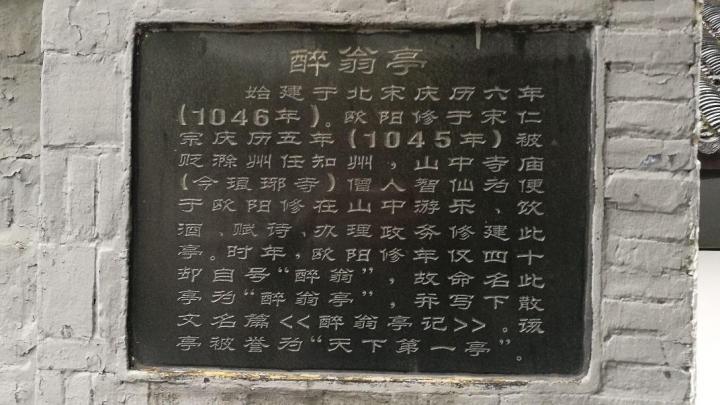 醉翁亭
始建于北宋庆历六年
(1046年)。欧阳修于宋仁
宗庆历五年(1045年)被
贬滁州任知州，山中寺庙
(今琅琊寺)僧人智仙为便
于欧阳修在山中游乐、饮
酒、赋诗、办理政务修建此
亭。时年，欧阳修年仅四十
却自号“醉翁”，故命名此
亭为“醉翁亭”，并写下散
文名篇<<醉翁亭记>>。该
亭被誉为“天下第一亭”。